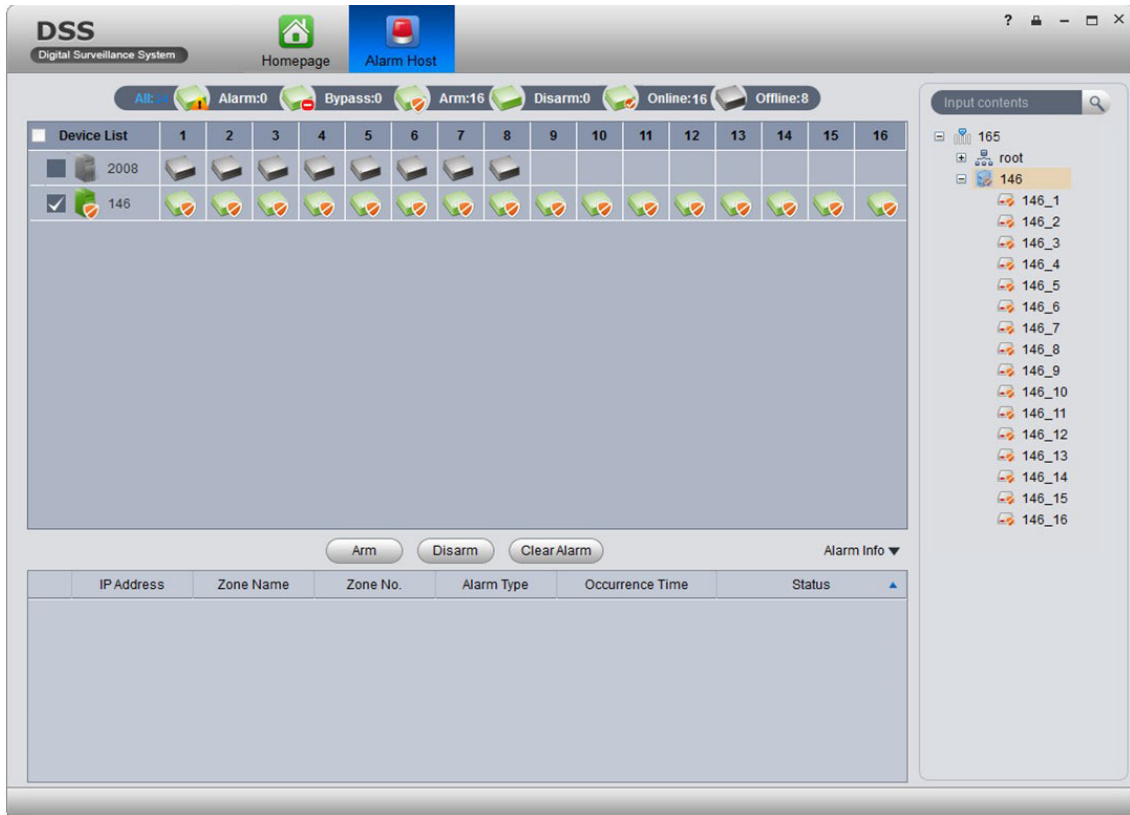 DSS
Digital Surveillance System
Homepage
Alarm Host
?
All:
Alarm:0
Bypass:0
Arm:16
Disarm:0
Online:16
Offline:8
Input contents
Device List 1 2 3 4 5 6 7 8 9 10 11 12 13 14 15 16
2008
146
165
root
146
146_1
146_2
146_3
146_4
146_5
146_6
146_7
146_8
146_9
146_10
146_11
146_12
146_13
146_14
146_15
146_16
Arm
Disarm
Clear Alarm
Alarm Info
IP Address Zone Name Zone No. Alarm Type Occurrence Time Status